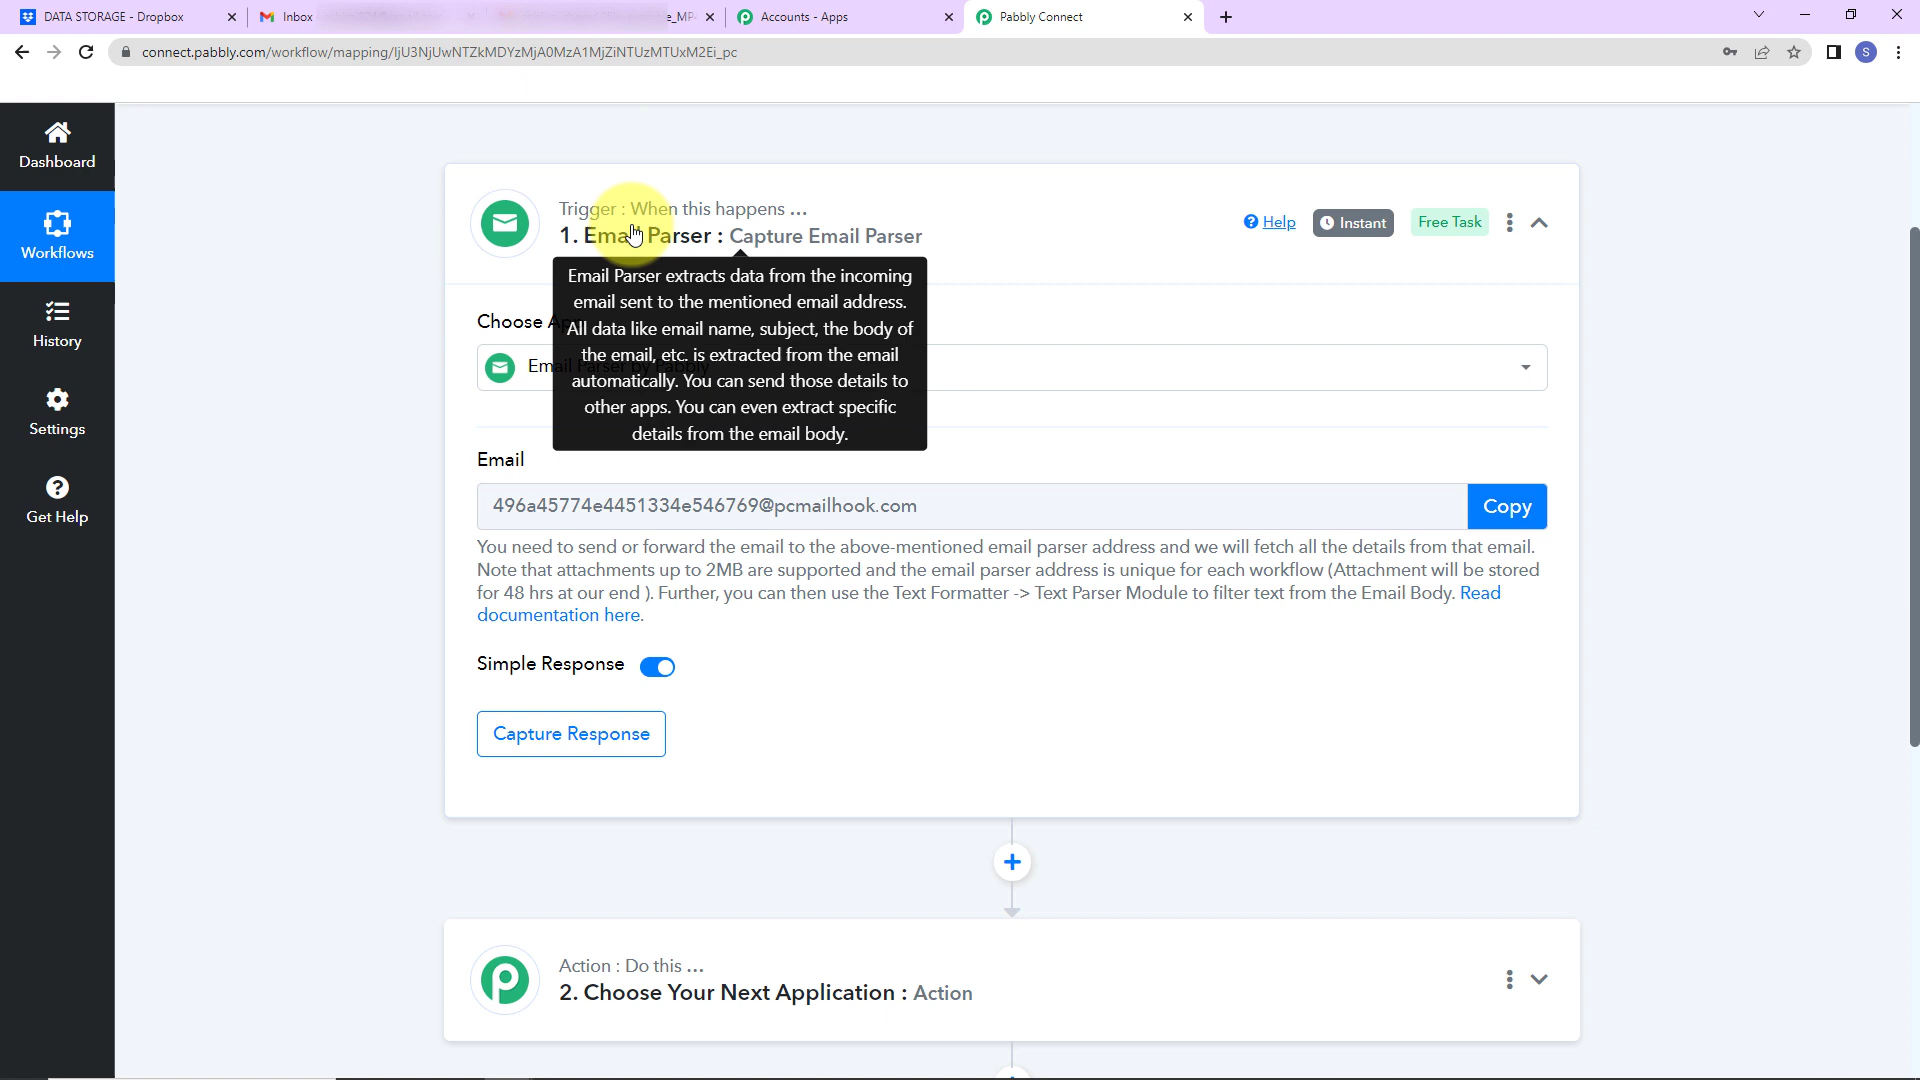 DATA STORAGE - Dropbox
Inbox
e_MP
Accounts - Apps
Pabbly Connect
connect.pabbly.com/workflow/mapping/IjU3NjUwNTZkMDYzMjA0MzA1MjZiNTUzMTUxM2Ei_pc
S
Dashboard
Workflows
History
Settings
Get Help
Trigger : When this happens ...
1. Email Parser : Capture Email Parser
Help
Instant
Free Task
Email Parser extracts data from the incoming
email sent to the mentioned email address.
All data like email name, subject, the body of
the email, etc. is extracted from the email
automatically. You can send those details to
other apps. You can even extract specific
details from the email body.
Choose App
Email Parser by Pabbly
Email
496a45774e4451334e546769@pcmailhook.com
Copy
You need to send or forward the email to the above-mentioned email parser address and we will fetch all the details from that email.
Note that attachments up to 2MB are supported and the email parser address is unique for each workflow (Attachment will be stored
for 48 hrs at our end ). Further, you can then use the Text Formatter -> Text Parser Module to filter text from the Email Body. Read
documentation here.
Simple Response
Capture Response
Action : Do this ...
2. Choose Your Next Application : Action